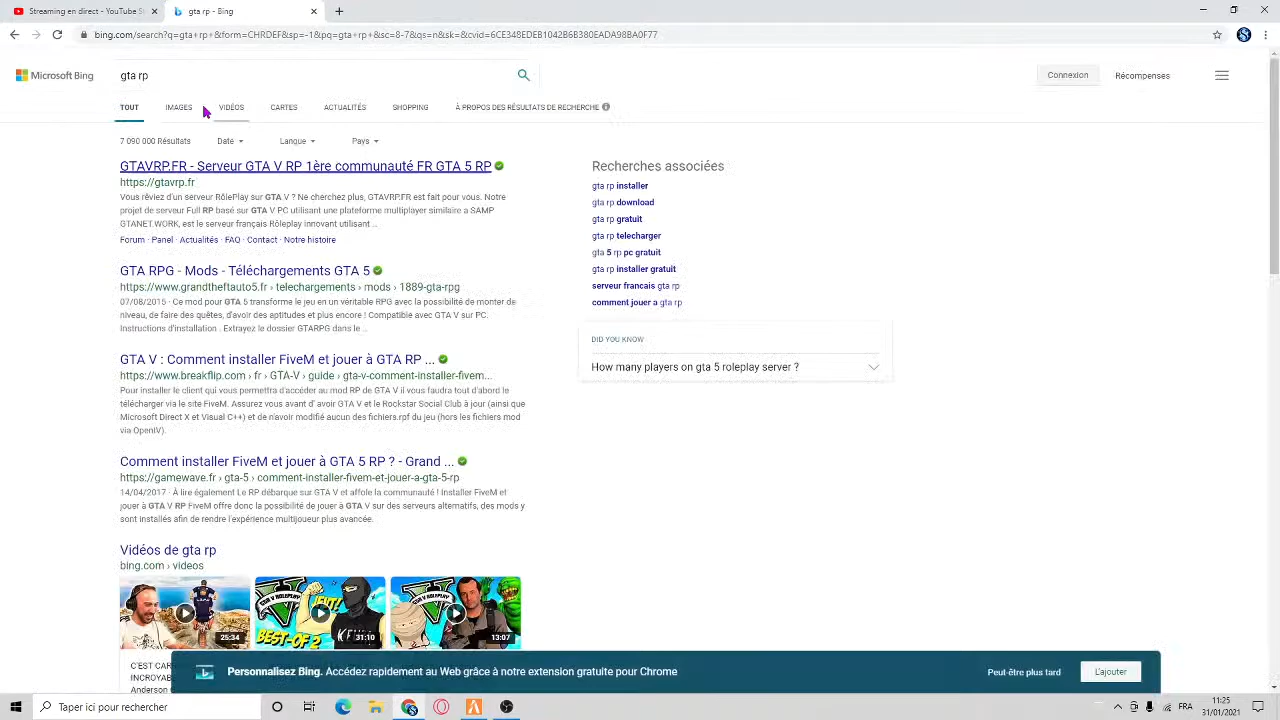 Streaming en direct - YouTube S
gta rp - Bing
bing.com/search?q=gta+rp+&form=CHRDEF&sp=-1&pq=gta+rp+&sc=8-7&qs=n&sk=&cvid=6CE348EDEB1042B6B380EADA98BA0F77
Microsoft Bing
gta rp
Connexion
Récompenses
TOUT IMAGES VIDÉOS CARTES ACTUALITÉS SHOPPING À PROPOS DES RÉSULTATS DE RECHERCHE
7 090 000 Résultats Date Langue Pays
GTAVRP.FR - Serveur GTA V RP 1ère communauté FR GTA 5 RP
https://gtavrp.fr
Vous rêviez d'un serveur RôlePlay sur GTA V ? Ne cherchez plus, GTAVRP.FR est fait pour vous. Notre
projet de serveur Full RP basé sur GTA V PC utilisant une plateforme multiplayer similaire a SAMP
GTANET.WORK, est le serveur français Rôleplay innovant utilisant ...
Forum · Panel · Actualités · FAQ · Contact · Notre histoire
GTA RPG - Mods - Téléchargements GTA 5
https://www.grandtheftauto5.fr › telechargements › mods › 1889-gta-rpg
07/08/2015 · Ce mod pour GTA 5 transforme le jeu en un véritable RPG avec la possibilité de monter de
niveau, de faire des quêtes, d'avoir des aptitudes et plus encore ! Compatible avec GTA V sur PC.
Instructions d'installation . Extrayez le dossier GTARPG dans le ...
GTA V : Comment installer FiveM et jouer à GTA RP ...
https://www.breakflip.com › fr › GTA-V › guide › gta-v-comment-installer-fivem...
Pour installer le client qui vous permettra d'accéder au mod RP de GTA V il vous faudra tout d'abord le
télécharger via le site FiveM. Assurez vous avant d' avoir GTA V et le Rockstar Social Club à jour (ainsi que
Microsoft Direct X et Visual C++) et de n'avoir modifié aucun des fichiers.rpf du jeu (hors les fichiers mod
via OpenIV).
Comment installer FiveM et jouer à GTA 5 RP ? - Grand ...
https://gamewave.fr › gta-5 › comment-installer-fivem-et-jouer-a-gta-5-rp
14/04/2017 · À lire également Le RP débarque sur GTA V et affole la communauté ! Installer FiveM et
jouer à GTA V RP FiveM offre donc la possibilité de jouer à GTA V sur des serveurs alternatifs, des mods y
sont installés afin de rendre l'expérience multijoueur plus avancée.
Vidéos de gta rp
bing.com › videos
25:34
BEST-OF 2
31:10
13:07
C'EST CAR
INCROYAB
Anderson
Recherches associées
gta rp installer
gta rp download
gta rp gratuit
gta rp telecharger
gta 5 rp pc gratuit
gta rp installer gratuit
serveur francais gta rp
comment jouer a gta rp
DID YOU KNOW
How many players on gta 5 roleplay server ?
Personnalisez Bing. Accédez rapidement au Web grâce à notre extension gratuite pour Chrome
Peut-être plus tard
L'ajouter
Taper ici pour rechercher
FRA
11:25
31/01/2021